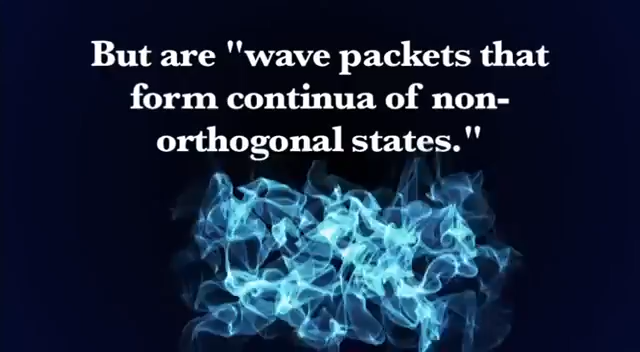 But are "wave packets that
form continua of non-
orthogonal states."